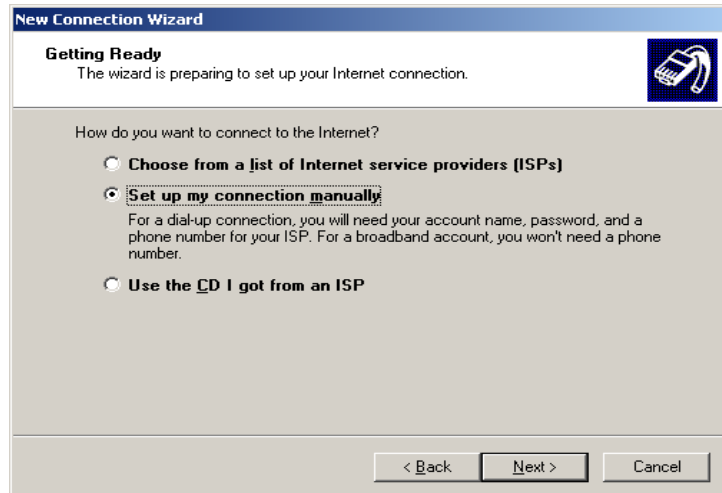 New Connection Wizard
Getting Ready
The wizard is preparing to set up your Internet connection.
How do you want to connect to the Internet?
Choose from a list of Internet service providers (ISPs)
Set up my connection manually
For a dial-up connection, you will need your account name, password, and a
phone number for your ISP. For a broadband account, you won't need a phone
number.
Use the CD I got from an ISP
< Back Next > Cancel